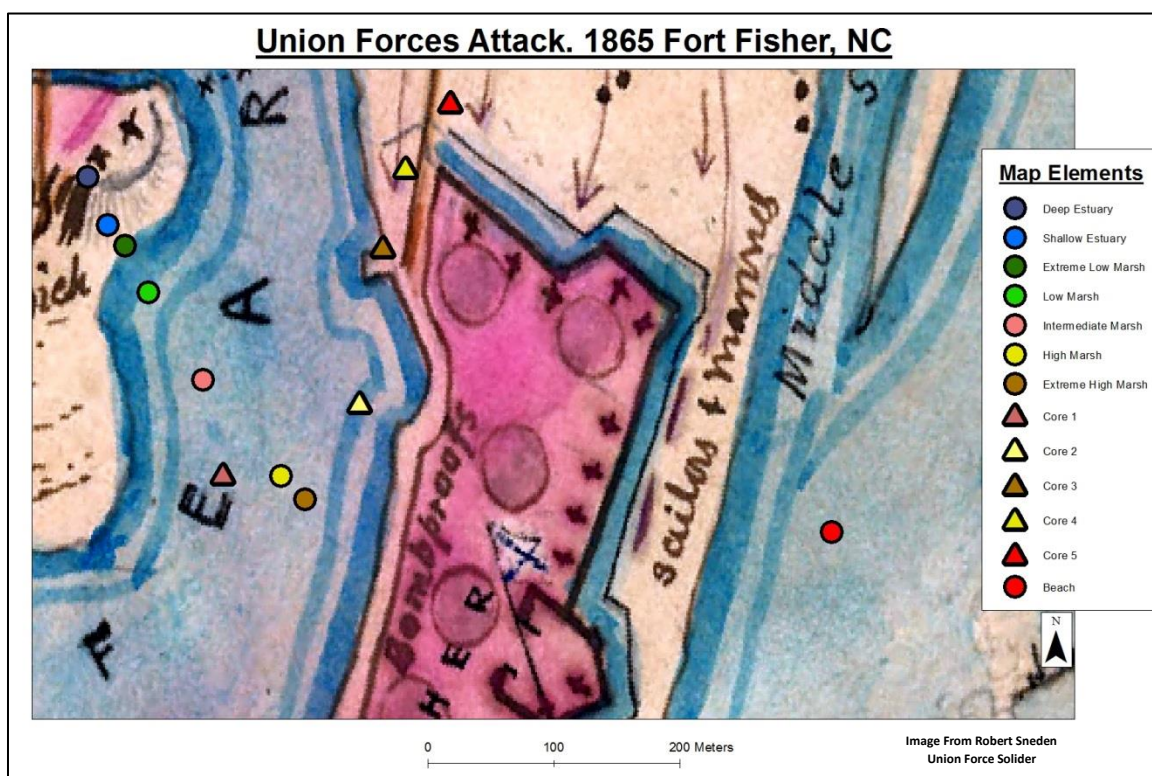 Union Forces Attack. 1865 Fort Fisher, NC
R
A
E
F
Bombproofs
H E R
sailors & marines
Middle S
Map Elements
Deep Estuary
Shallow Estuary
Extreme Low Marsh
Low Marsh
Intermediate Marsh
High Marsh
Extreme High Marsh
Core 1
Core 2
Core 3
Core 4
Core 5
Beach
N
0 100 200 Meters
Image From Robert Sneden
Union Force Solider